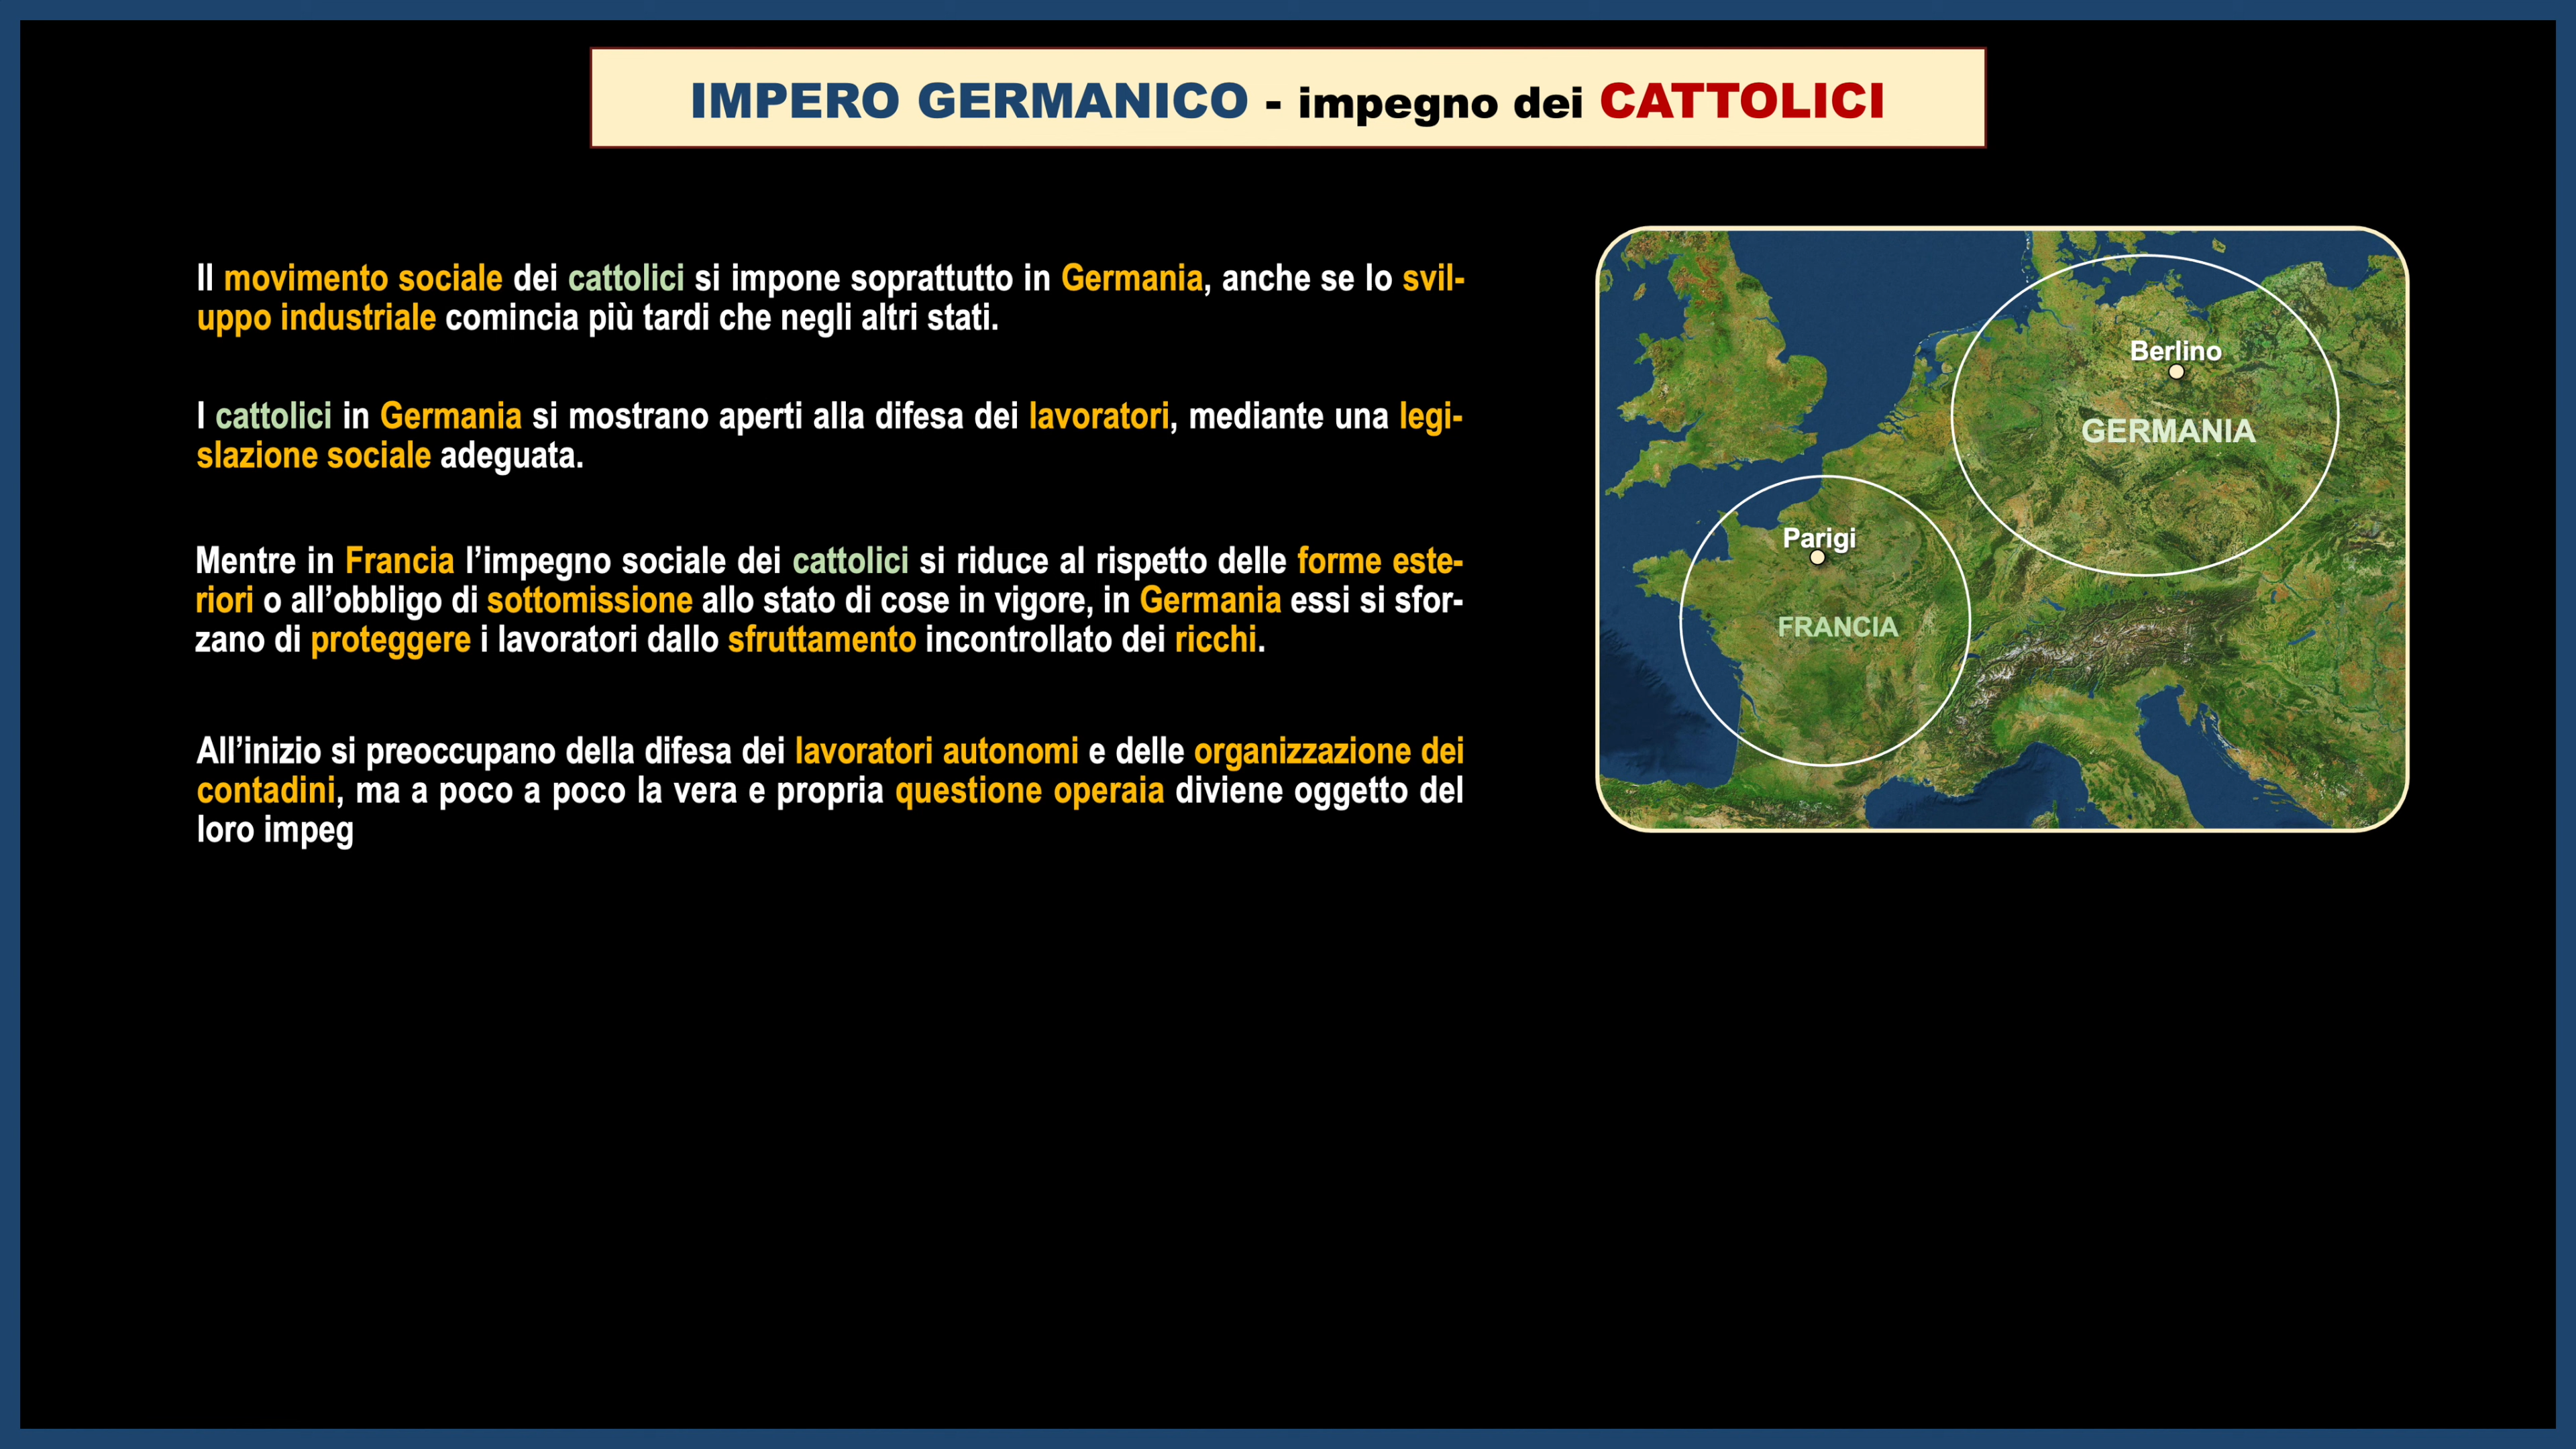 IMPERO GERMANICO - impegno dei CATTOLICI
Il movimento sociale dei cattolici si impone soprattutto in Germania, anche se lo svil-
uppo industriale comincia più tardi che negli altri stati.
I cattolici in Germania si mostrano aperti alla difesa dei lavoratori, mediante una legi-
slazione sociale adeguata.
Mentre in Francia l’impegno sociale dei cattolici si riduce al rispetto delle forme este-
riori o all’obbligo di sottomissione allo stato di cose in vigore, in Germania essi si sfor-
zano di proteggere i lavoratori dallo sfruttamento incontrollato dei ricchi.
All’inizio si preoccupano della difesa dei lavoratori autonomi e delle organizzazione dei
contadini, ma a poco a poco la vera e propria questione operaia diviene oggetto del
loro impeg
Berlino
GERMANIA
Parigi
FRANCIA